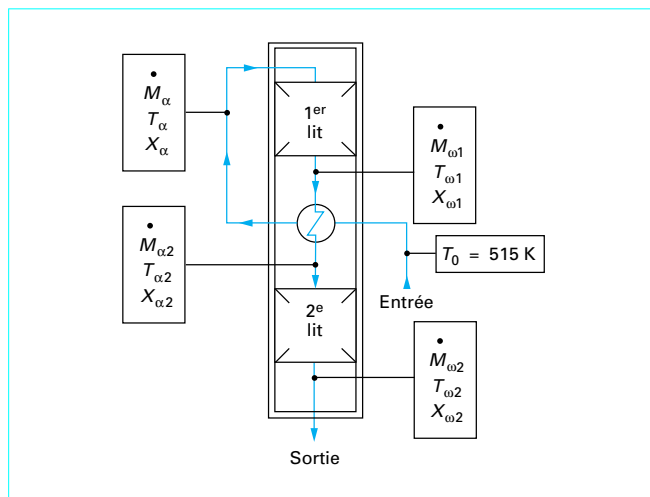 Ṁα
Tα
Xα
1er
lit
Ṁω1
Tω1
Xω1
Ṁα2
Tα2
Xα2
T0 = 515 K
Entrée
2e
lit
Ṁω2
Tω2
Xω2
Sortie